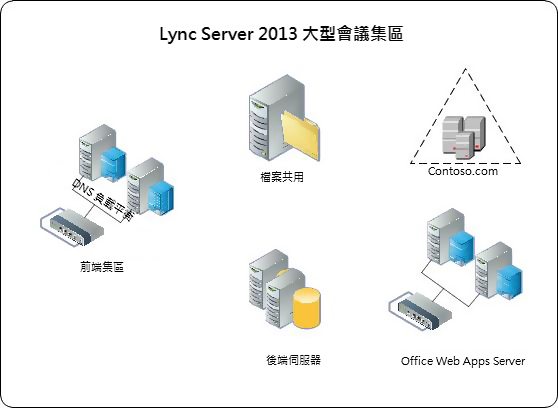 Lync Server 2013 大型會議集區
檔案共用
Contoso.com
DNS 負載平衡
前端集區
後端伺服器
Office Web Apps Server